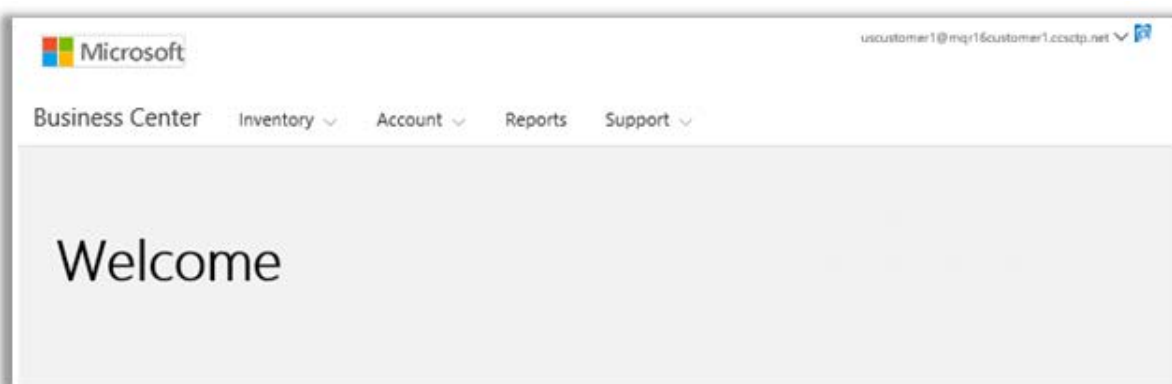 Microsoft
uscustomer1@mqr16customer1.ccsctp.net
Business Center Inventory Account Reports Support
Welcome